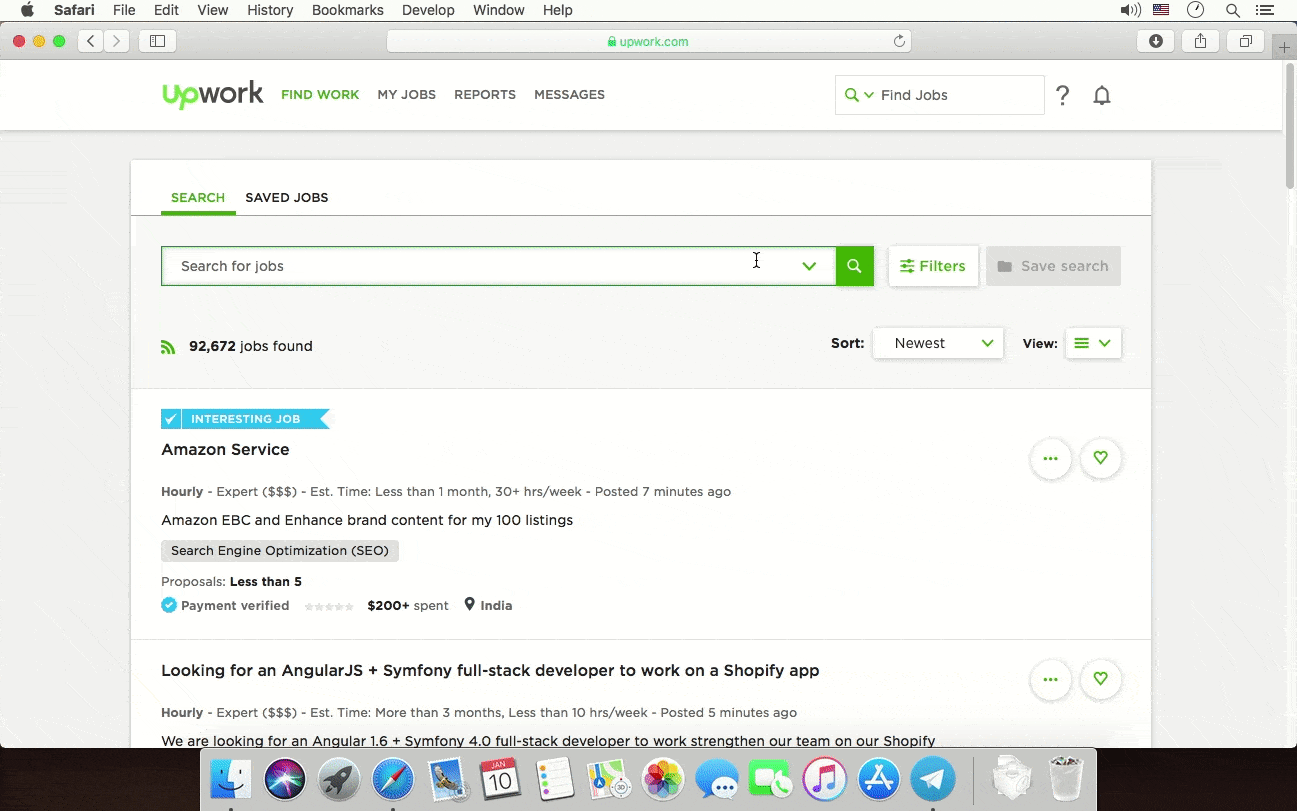 Safari File Edit View History Bookmarks Develop Window Help
upwork.com
upwork FIND WORK MY JOBS REPORTS MESSAGES Find Jobs ?
SEARCH SAVED JOBS
Search for jobs Filters Save search
92,672 jobs found Sort: Newest View:
INTERESTING JOB
Amazon Service
Hourly - Expert ($$$) - Est. Time: Less than 1 month, 30+ hrs/week - Posted 7 minutes ago
Amazon EBC and Enhance brand content for my 100 listings
Search Engine Optimization (SEO)
Proposals: Less than 5
Payment verified $200+ spent India
Looking for an AngularJS + Symfony full-stack developer to work on a Shopify app
Hourly - Expert ($$$) - Est. Time: More than 3 months, Less than 10 hrs/week - Posted 5 minutes ago
We are looking for an Angular 1.6 + Symfony 4.0 full-stack developer to work strengthen our team on our Shopify
JAN
10
3D